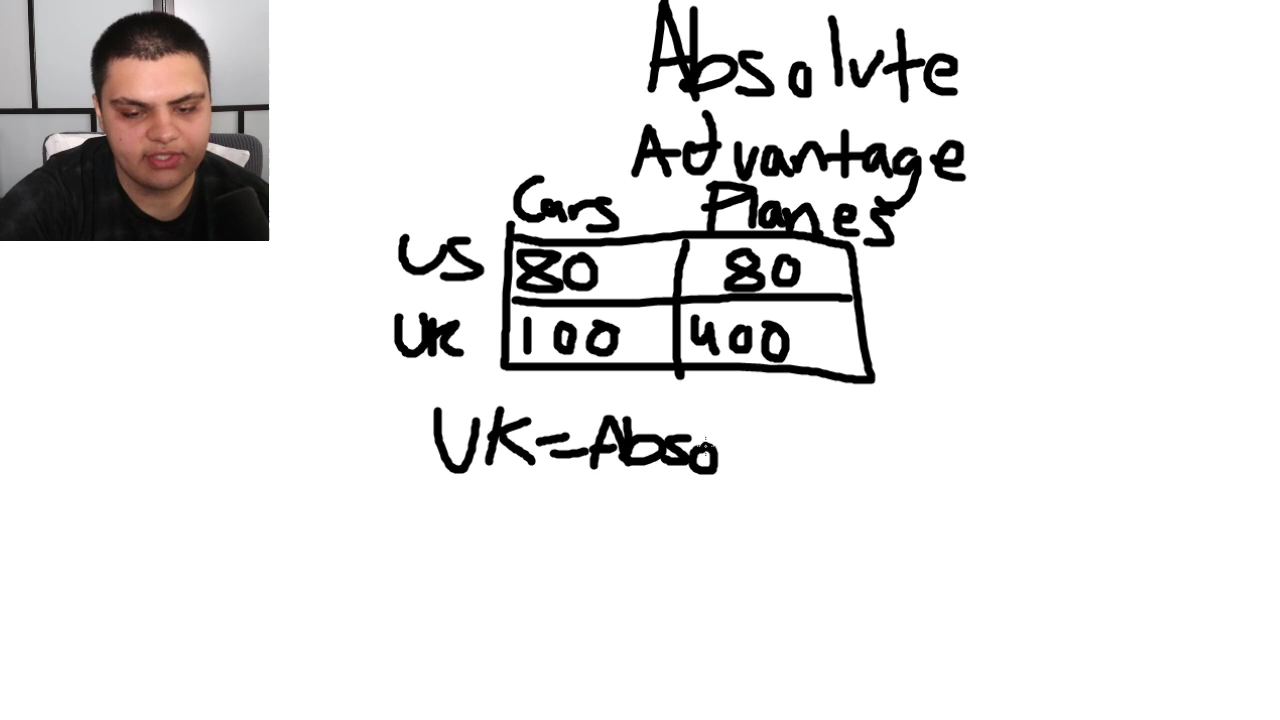 Absolute
Advantage
Cars Planes
US 80 80
UK 100 400
UK=Abso